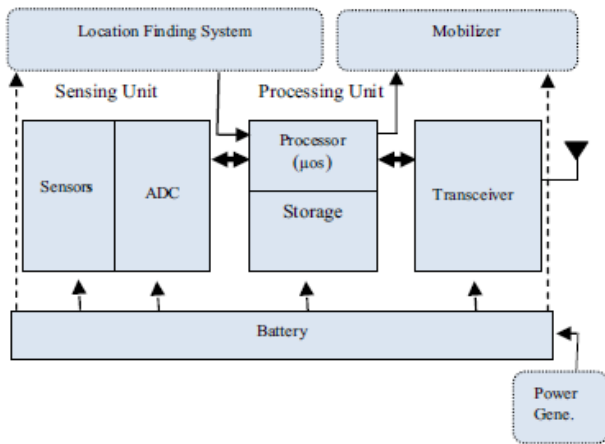 Location Finding System
Mobilizer
Sensing Unit
Processing Unit
Sensors
ADC
Processor
(μos)
Storage
Transceiver
Battery
Power
Gene.